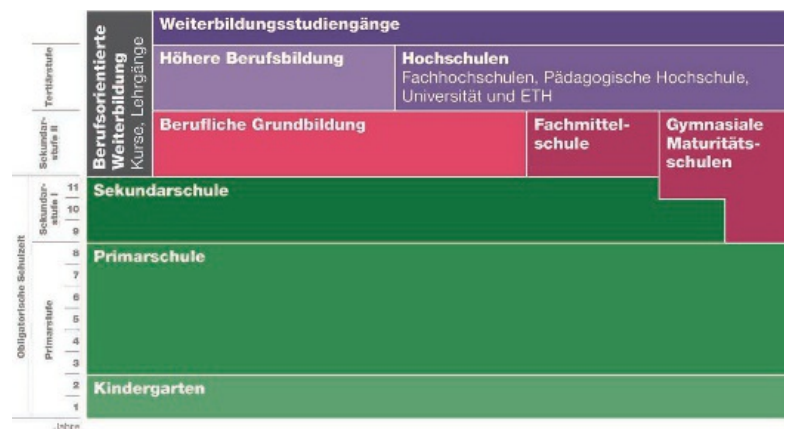 Weiterbildungsstudiengänge
Berufsorientierte
Weiterbildung
Kurse, Lehrgänge
Tertiärstufe
Höhere Berufsbildung
Hochschulen
Fachhochschulen, Pädagogische Hochschule,
Universität und ETH
Sekundar-
stufe II
Berufliche Grundbildung
Fachmittel-
schule
Gymnasiale
Maturitäts-
schulen
Obligatorische Schulzeit
Sekundar-
stufe I
11
10
9
Sekundarschule
Primarstufe
8
7
6
5
4
3
Primarschule
2
1
Kindergarten
Jahre